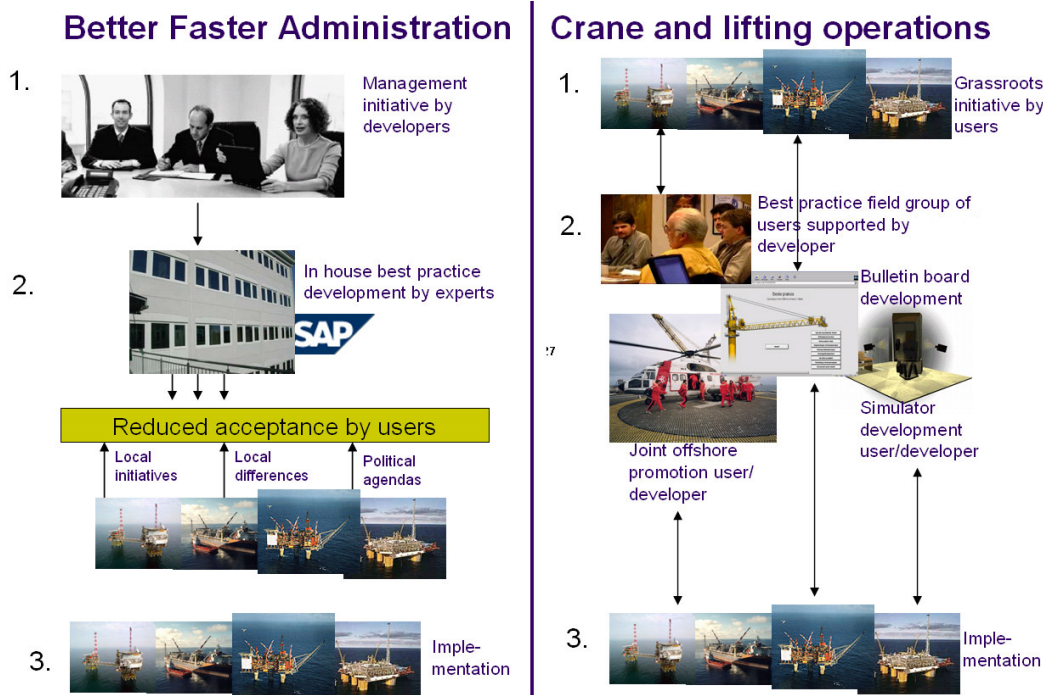 Better Faster Administration
1.
Management
initiative by
developers
2.
In house best practice
development by experts
SAP
Reduced acceptance by users
Local
initiatives
Local
differences
Political
agendas
3.
Imple-
mentation
Crane and lifting operations
1.
Grassroots
initiative by
users
2.
Best practice field group of
users supported by
developer
Bulletin board
development
27
Simulator
development
user/developer
Joint offshore
promotion user/
developer
3.
Imple-
mentation